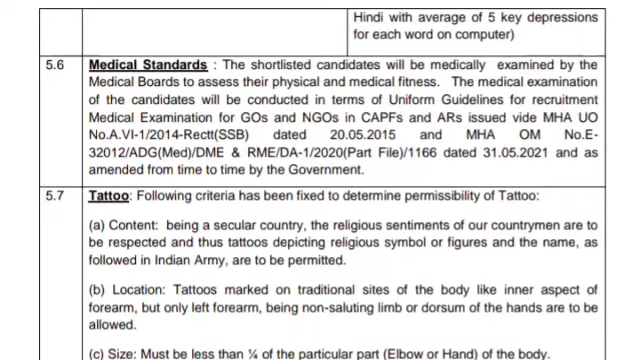 Hindi with average of 5 key depressions
for each word on computer)
5.6 Medical Standards : The shortlisted candidates will be medically examined by the
Medical Boards to assess their physical and medical fitness. The medical examination
of the candidates will be conducted in terms of Uniform Guidelines for recruitment
Medical Examination for GOs and NGOs in CAPFs and ARs issued vide MHA UO
No.A.VI-1/2014-Rectt(SSB) dated 20.05.2015 and MHA OM No.E-
32012/ADG(Med)/DME & RME/DA-1/2020(Part File)/1166 dated 31.05.2021 and as
amended from time to time by the Government.
5.7 Tattoo: Following criteria has been fixed to determine permissibility of Tattoo:
(a) Content: being a secular country, the religious sentiments of our countrymen are to
be respected and thus tattoos depicting religious symbol or figures and the name, as
followed in Indian Army, are to be permitted.
(b) Location: Tattoos marked on traditional sites of the body like inner aspect of
forearm, but only left forearm, being non-saluting limb or dorsum of the hands are to be
allowed.
(c) Size: Must be less than ¼ of the particular part (Elbow or Hand) of the body.